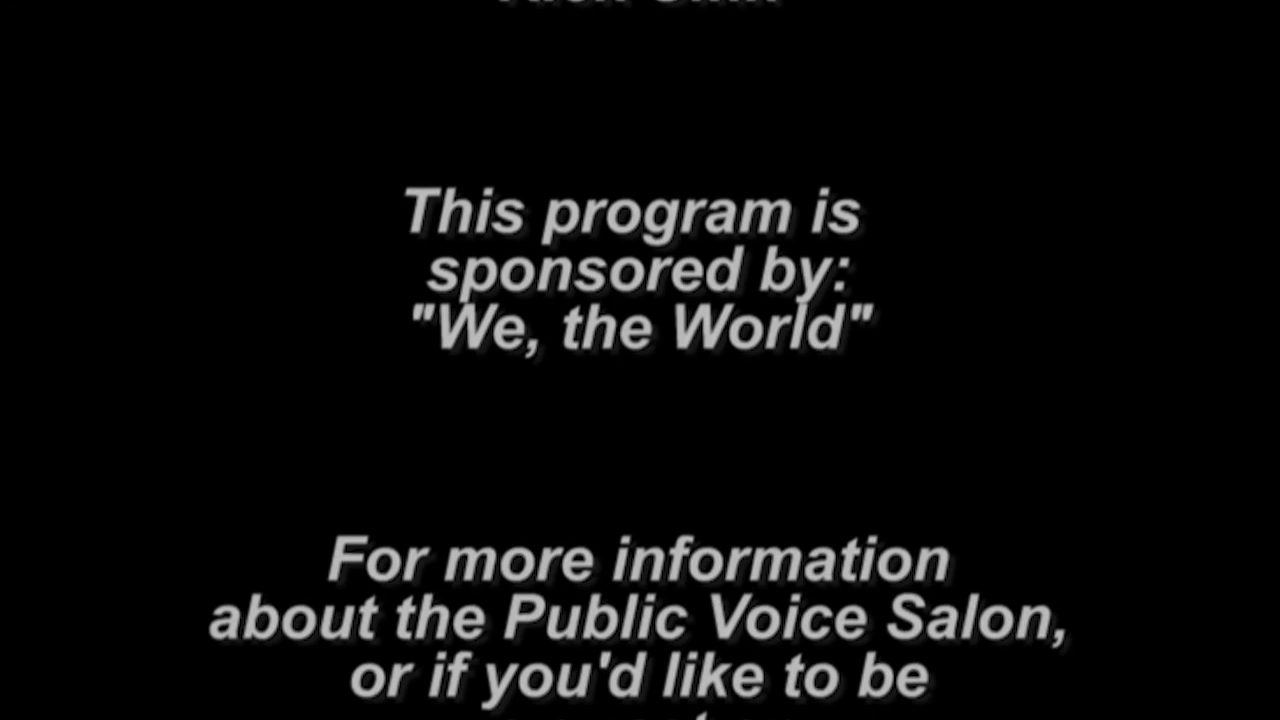 This program is
sponsored by:
"We, the World"
For more information
about the Public Voice Salon,
or if you'd like to be